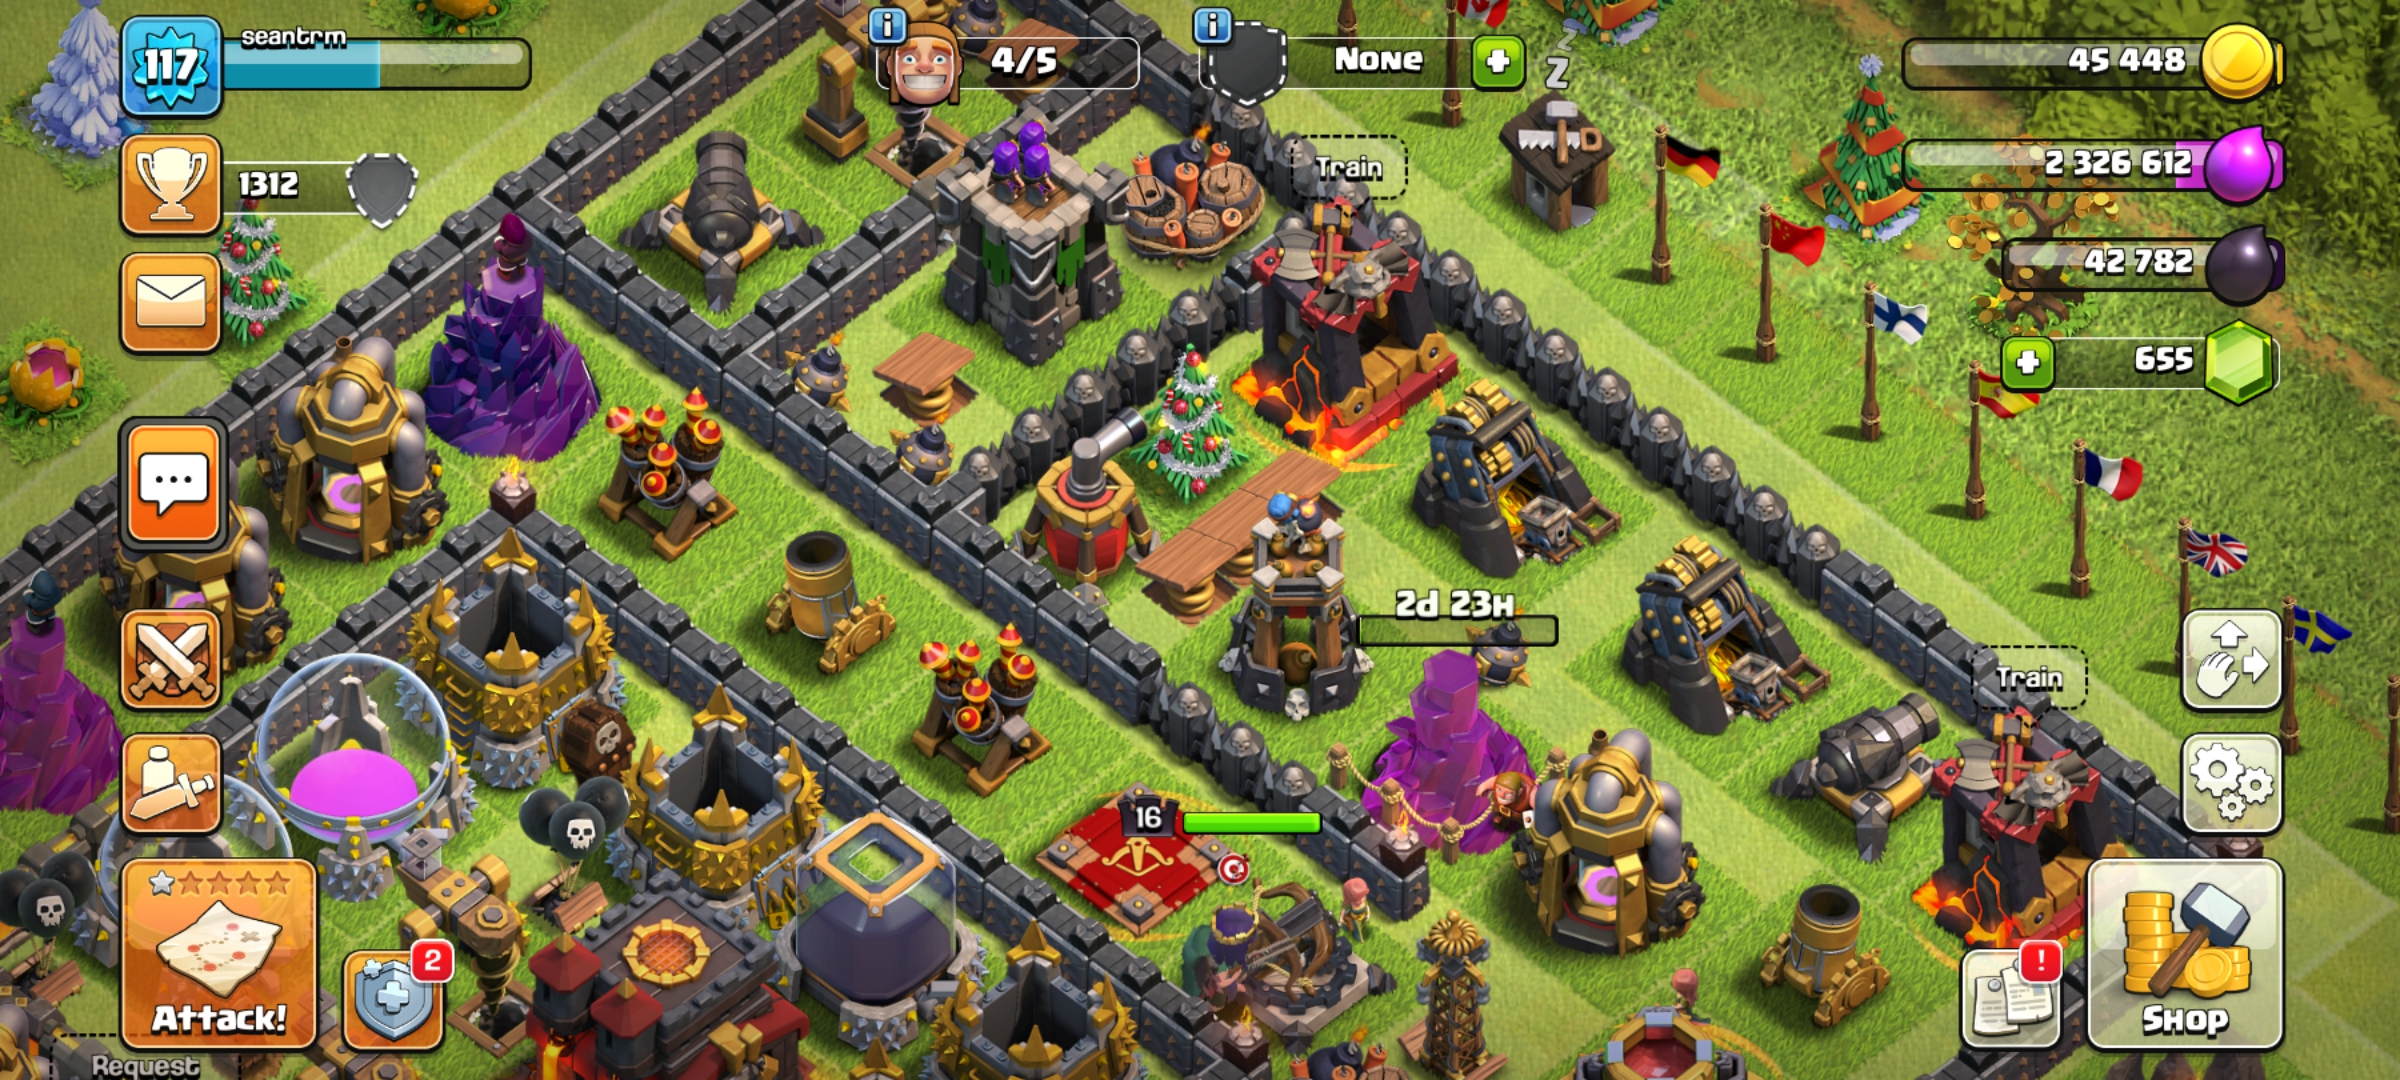 117
seantrm
4/5
None
45 448
Train
1312
2 326 612
42 782
655
2d 23H
Train
16
2
!
Attack!
Shop
Request